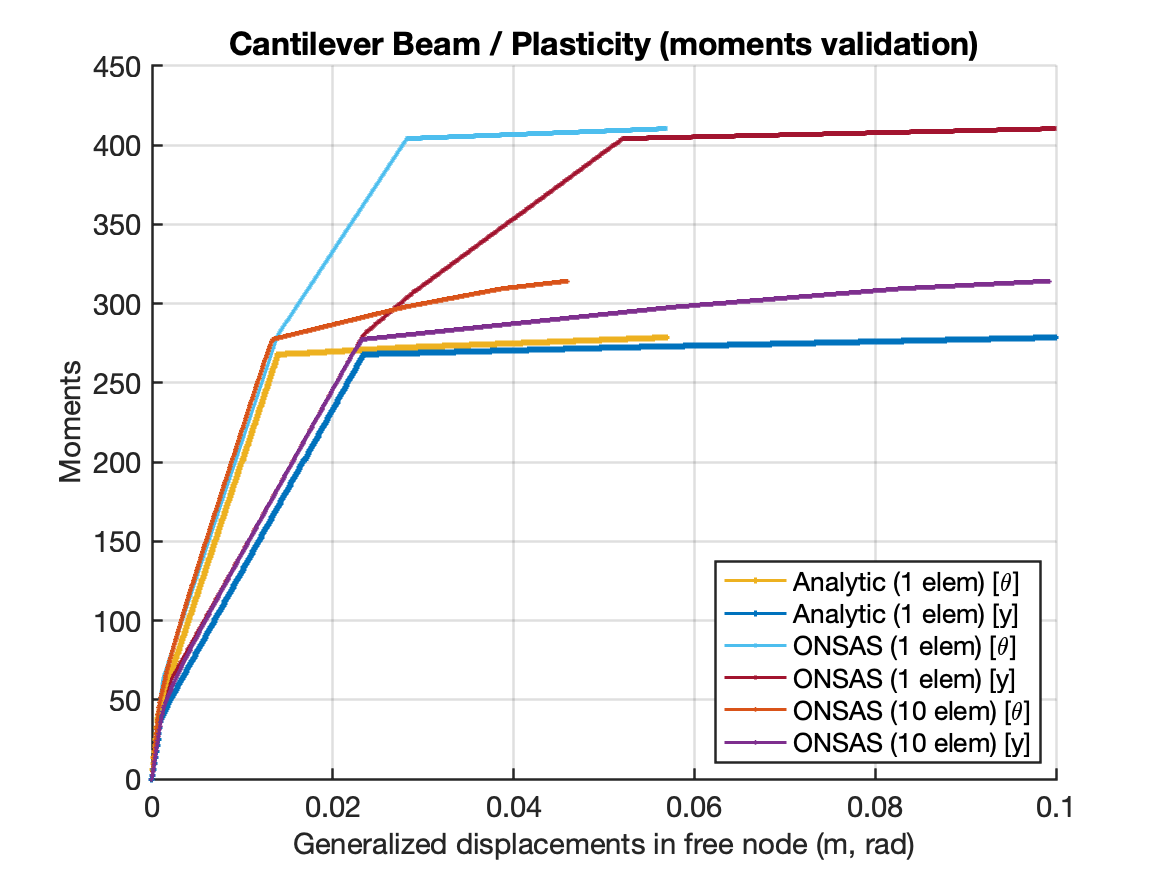 Cantilever Beam / Plasticity (moments validation)
450
400
350
300
250
200
150
100
50
0
Moments
0
0.02
0.04
0.06
0.08
0.1
Generalized displacements in free node (m, rad)
Analytic (1 elem) [θ]
Analytic (1 elem) [y]
ONSAS (1 elem) [θ]
ONSAS (1 elem) [y]
ONSAS (10 elem) [θ]
ONSAS (10 elem) [y]